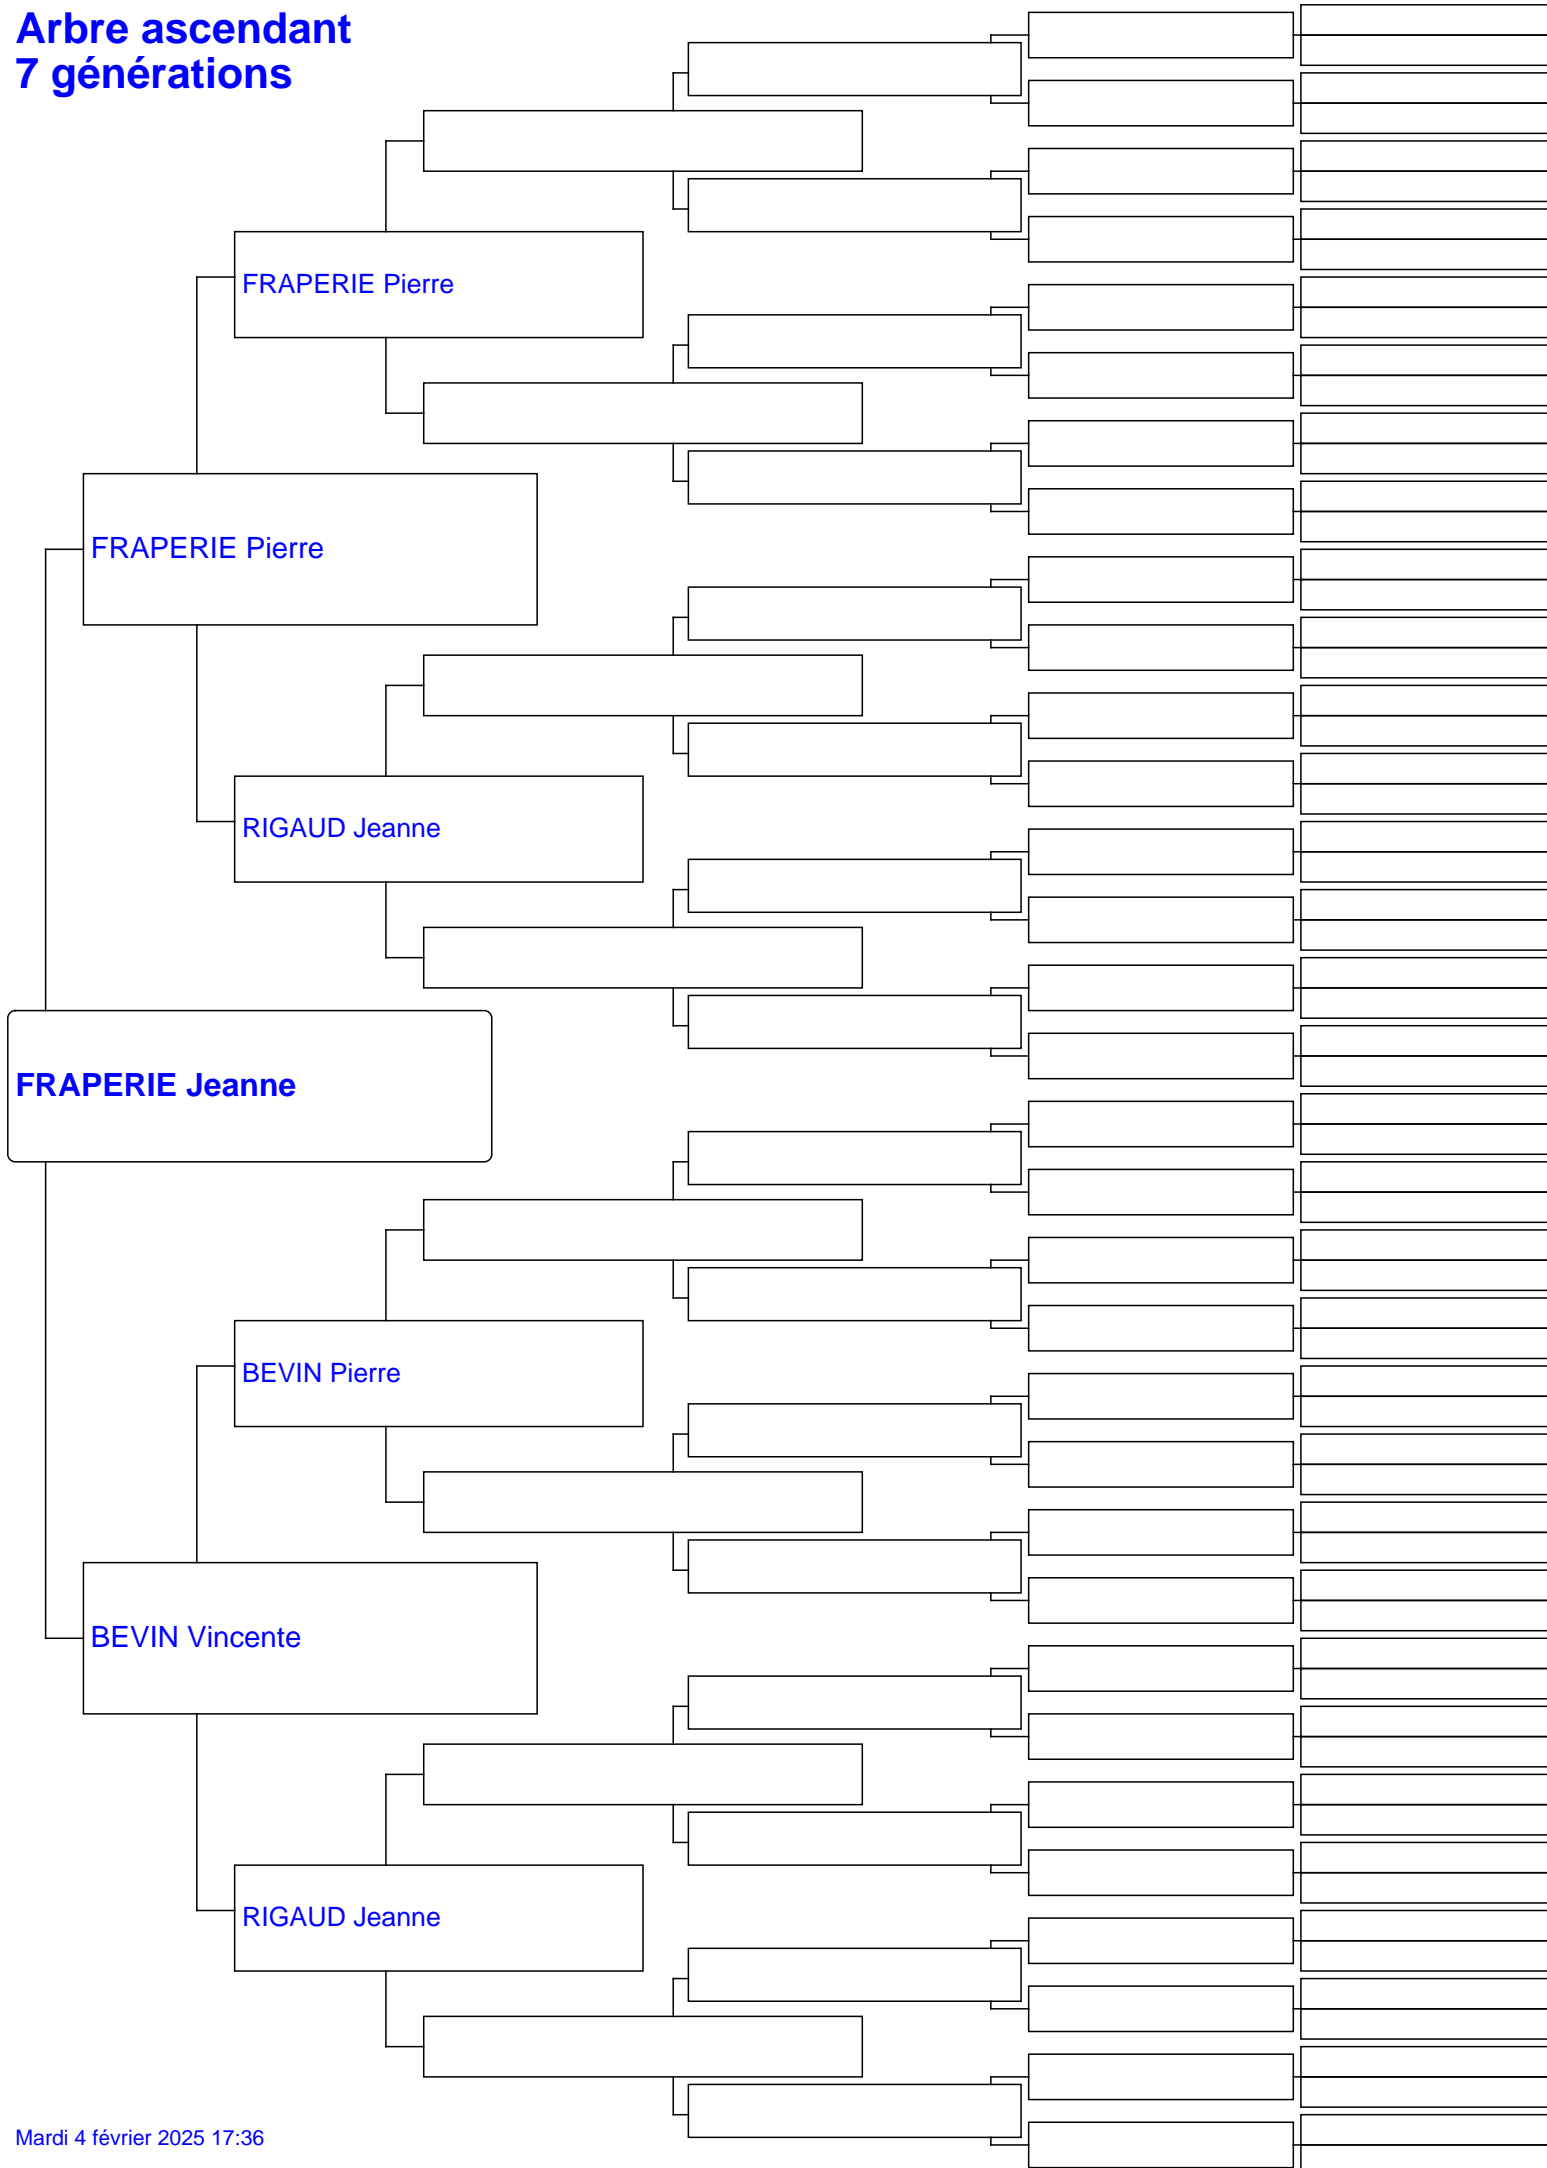 Arbre ascendant
7 générations
FRAPERIE Pierre
FRAPERIE Pierre
RIGAUD Jeanne
FRAPERIE Jeanne
BEVIN Pierre
BEVIN Vincente
RIGAUD Jeanne
Mardi 4 février 2025 17:36